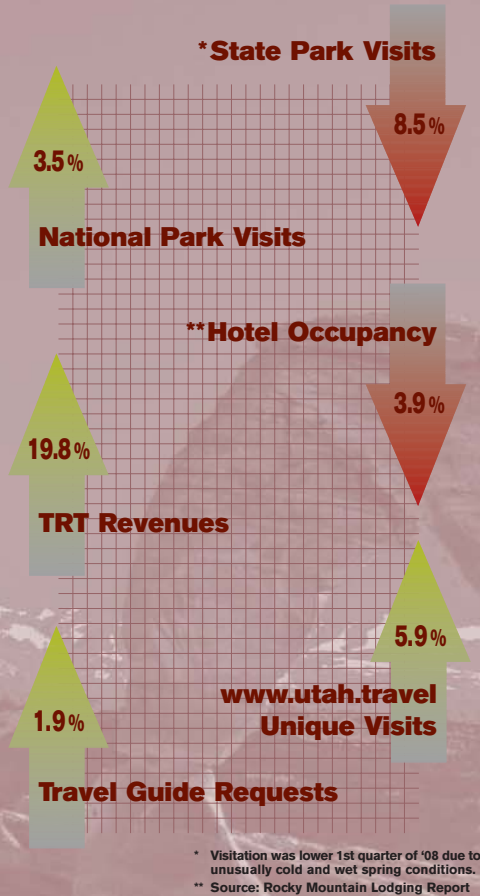 *State Park Visits
8.5%
3.5%
National Park Visits
**Hotel Occupancy
3.9%
19.8%
TRT Revenues
5.9%
www.utah.travel
Unique Visits
1.9%
Travel Guide Requests
* Visitation was lower 1st quarter of ‘08 due to
unusually cold and wet spring conditions.
** Source: Rocky Mountain Lodging Report